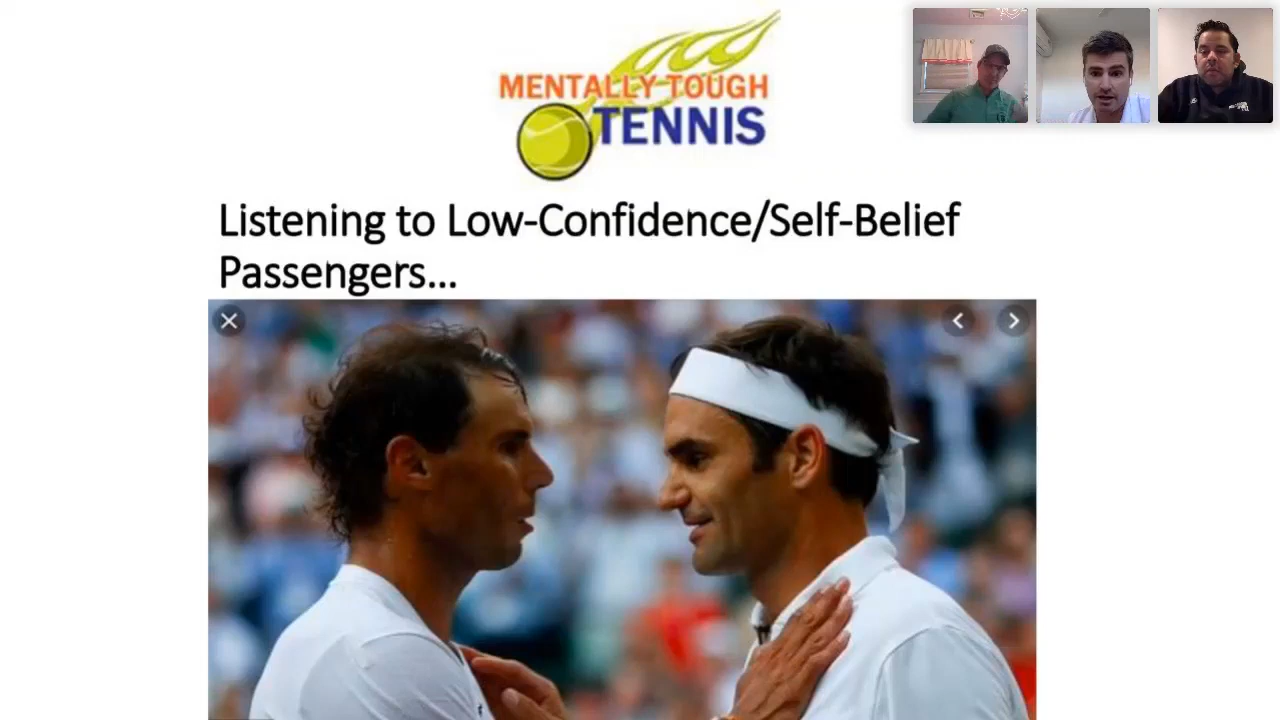 MENTALLY TOUGH
TENNIS
Listening to Low-Confidence/Self-Belief
Passengers...